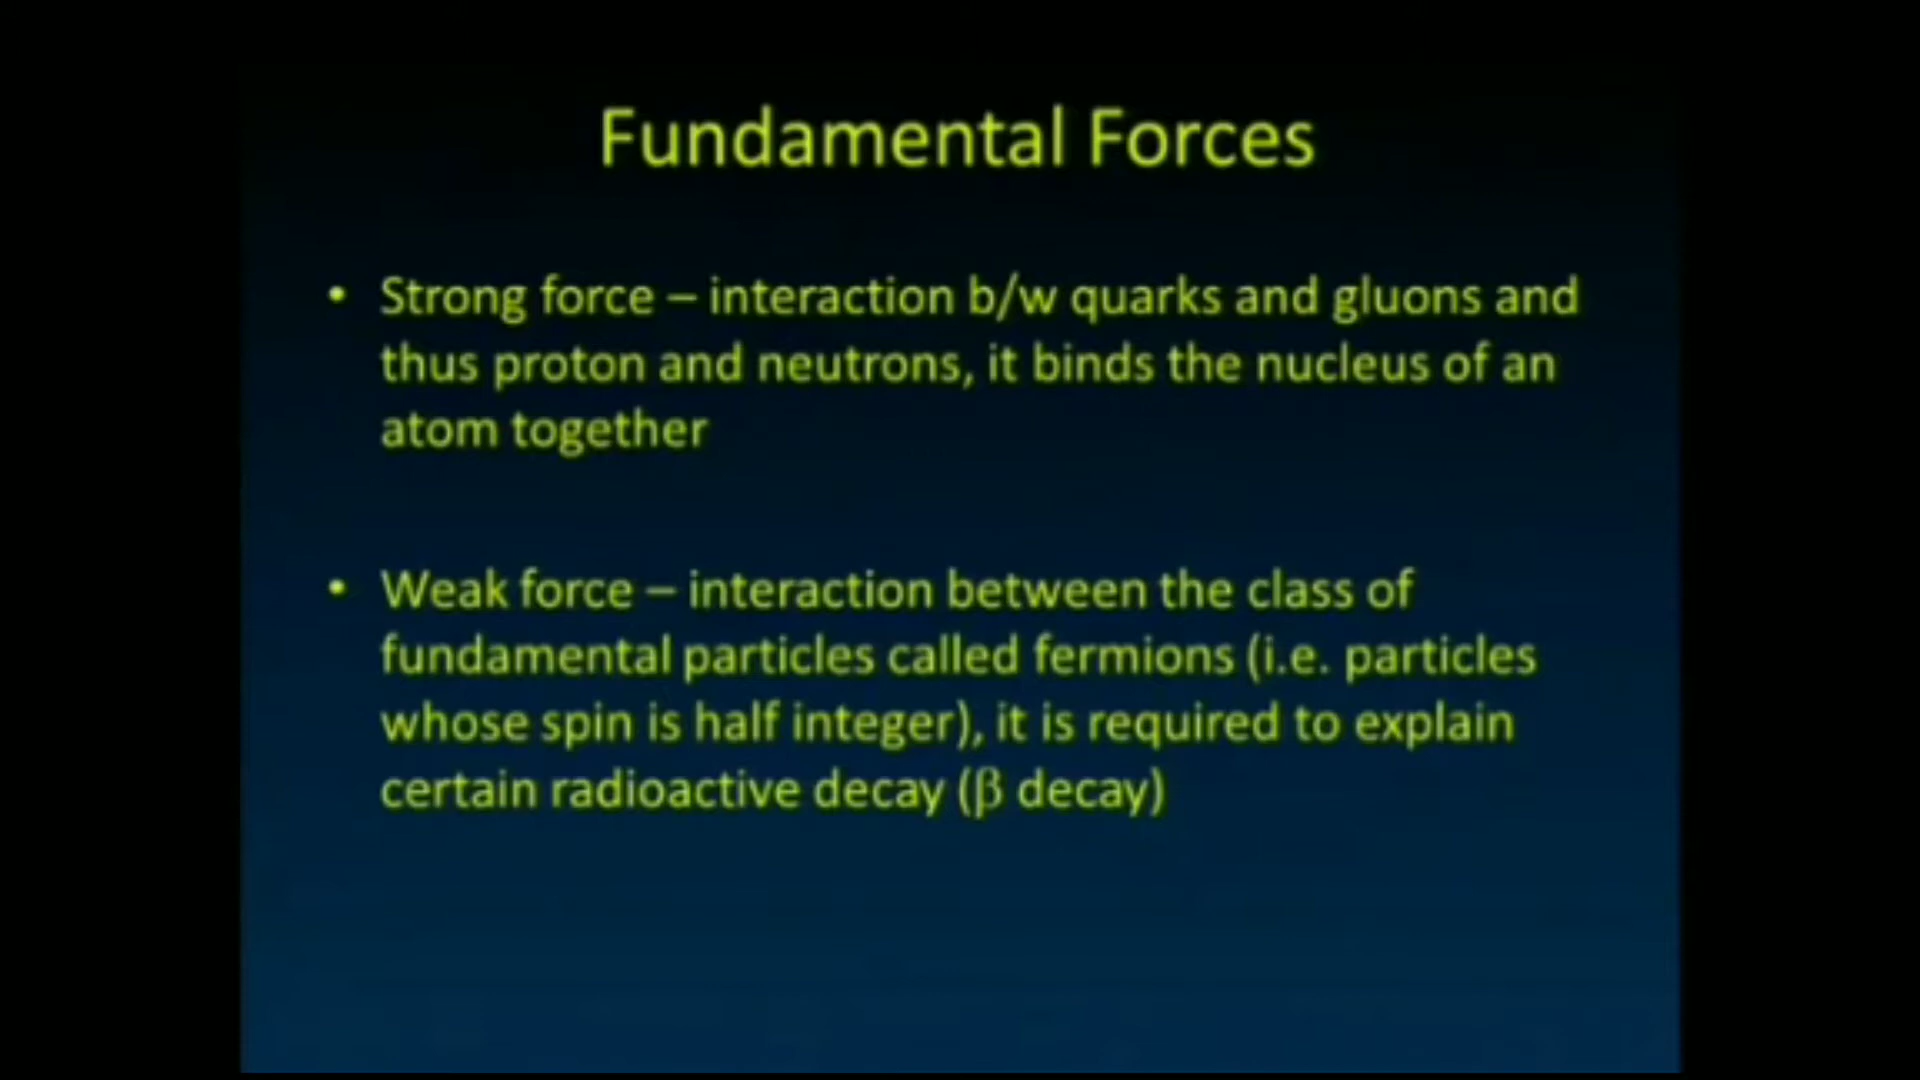 Fundamental Forces
• Strong force – interaction b/w quarks and gluons and
thus proton and neutrons, it binds the nucleus of an
atom together
• Weak force – interaction between the class of
fundamental particles called fermions (i.e. particles
whose spin is half integer), it is required to explain
certain radioactive decay (β decay)